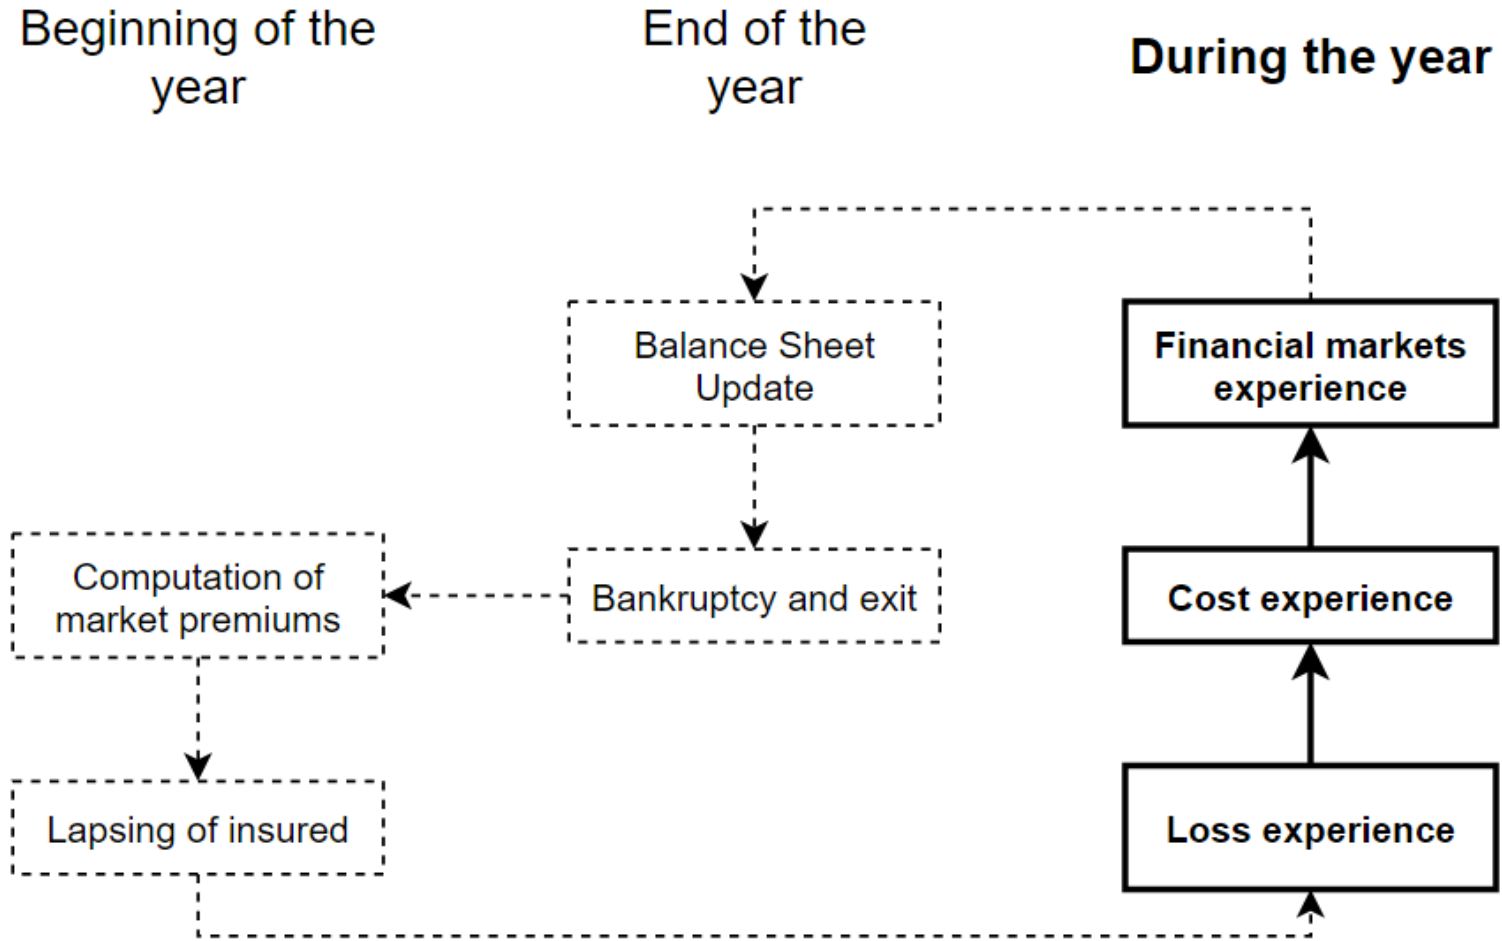 Beginning of the
year
End of the
year
During the year
Balance Sheet
Update
Financial markets
experience
Computation of
market premiums
Bankruptcy and exit
Cost experience
Lapsing of insured
Loss experience